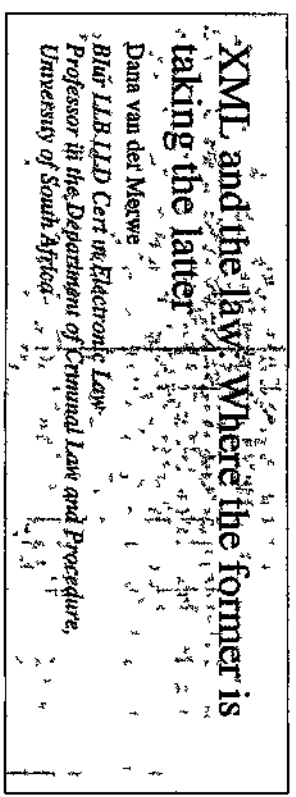 XML and the law: Where the former is
taking the latter
Dana van der Merwe
Blur LLB LLD Cert in Electronic Law
Professor in the Department of Criminal Law and Procedure,
University of South Africa